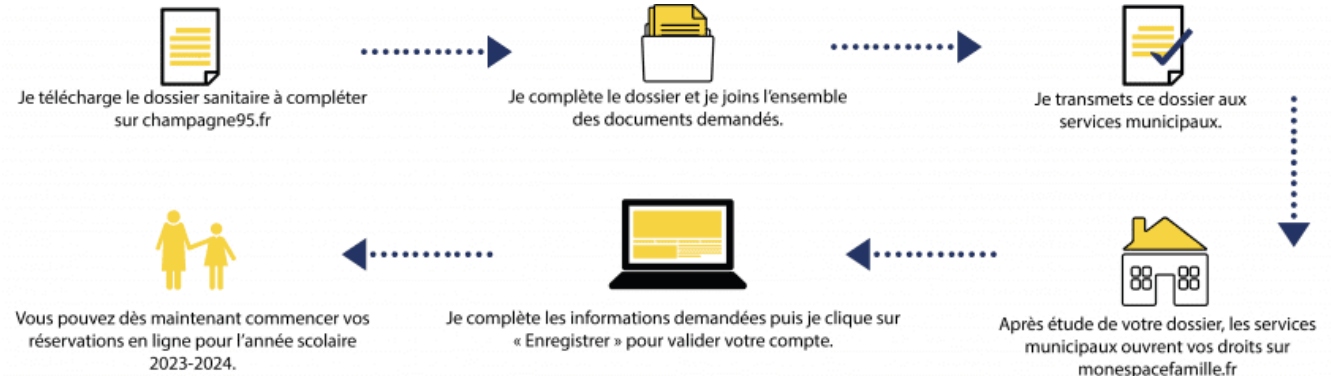 Je télécharge le dossier sanitaire à compléter
sur champagne95.fr
Je complète le dossier et je joins l’ensemble
des documents demandés.
Je transmets ce dossier aux
services municipaux.
Après étude de votre dossier, les services
municipaux ouvrent vos droits sur
monespacefamille.fr
Je complète les informations demandées puis je clique sur
« Enregistrer » pour valider votre compte.
Vous pouvez dès maintenant commencer vos
réservations en ligne pour l’année scolaire
2023-2024.